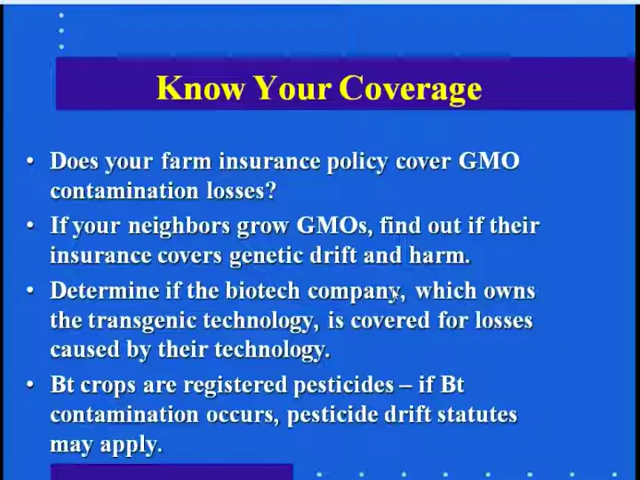 Know Your Coverage
• Does your farm insurance policy cover GMO
contamination losses?
• If your neighbors grow GMOs, find out if their
insurance covers genetic drift and harm.
• Determine if the biotech company, which owns
the transgenic technology, is covered for losses
caused by their technology.
• Bt crops are registered pesticides – if Bt
contamination occurs, pesticide drift statutes
may apply.